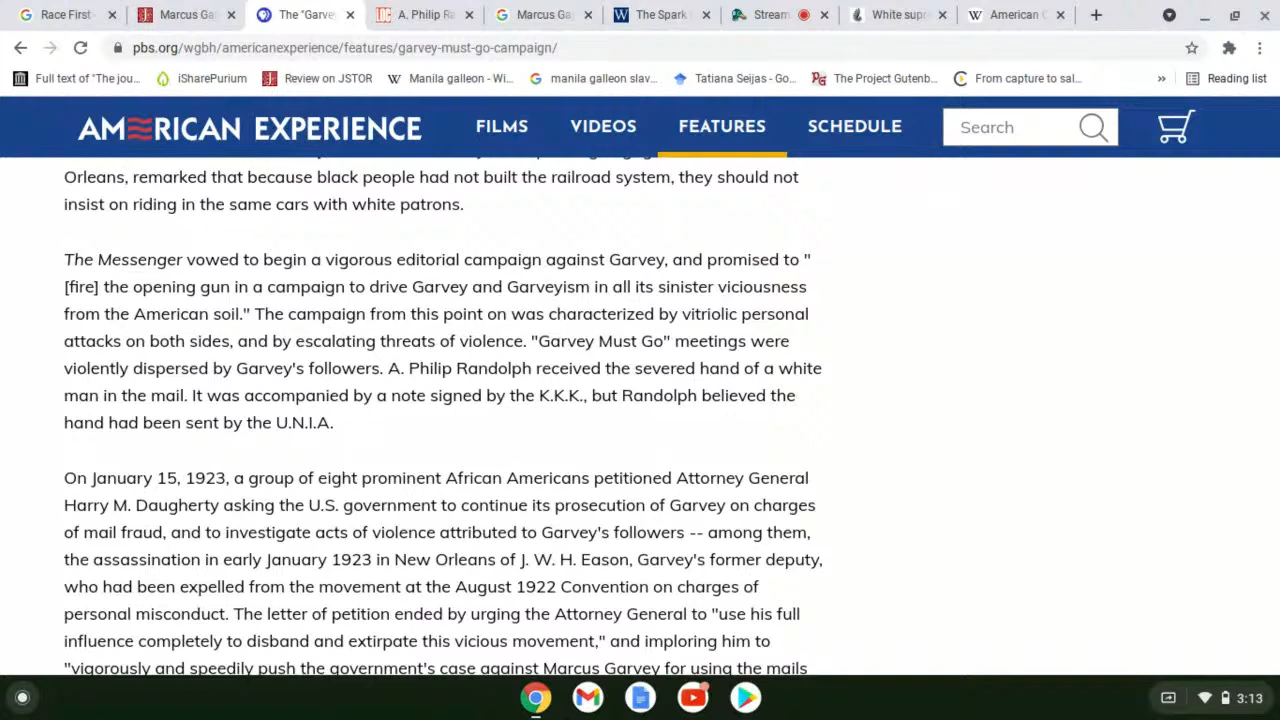 Race First
Marcus Ga
The "Garve
A. Philip Ra
Marcus Ga
The Spark
Stream
White supr
American C
pbs.org/wgbh/americanexperience/features/garvey-must-go-campaign/
Full text of "The jou...
iSharePurium
Review on JSTOR
Manila galleon - Wi...
manila galleon slav...
Tatiana Seijas - Go...
The Project Gutenb...
From capture to sal...
»
Reading list
AMERICAN EXPERIENCE
FILMS
VIDEOS
FEATURES
SCHEDULE
Search
Orleans, remarked that because black people had not built the railroad system, they should not
insist on riding in the same cars with white patrons.
The Messenger vowed to begin a vigorous editorial campaign against Garvey, and promised to "
[fire] the opening gun in a campaign to drive Garvey and Garveyism in all its sinister viciousness
from the American soil." The campaign from this point on was characterized by vitriolic personal
attacks on both sides, and by escalating threats of violence. "Garvey Must Go" meetings were
violently dispersed by Garvey's followers. A. Philip Randolph received the severed hand of a white
man in the mail. It was accompanied by a note signed by the K.K.K., but Randolph believed the
hand had been sent by the U.N.I.A.
On January 15, 1923, a group of eight prominent African Americans petitioned Attorney General
Harry M. Daugherty asking the U.S. government to continue its prosecution of Garvey on charges
of mail fraud, and to investigate acts of violence attributed to Garvey's followers -- among them,
the assassination in early January 1923 in New Orleans of J. W. H. Eason, Garvey's former deputy,
who had been expelled from the movement at the August 1922 Convention on charges of
personal misconduct. The letter of petition ended by urging the Attorney General to "use his full
influence completely to disband and extirpate this vicious movement," and imploring him to
"vigorously and speedily push the government's case against Marcus Garvey for using the mails
3:13